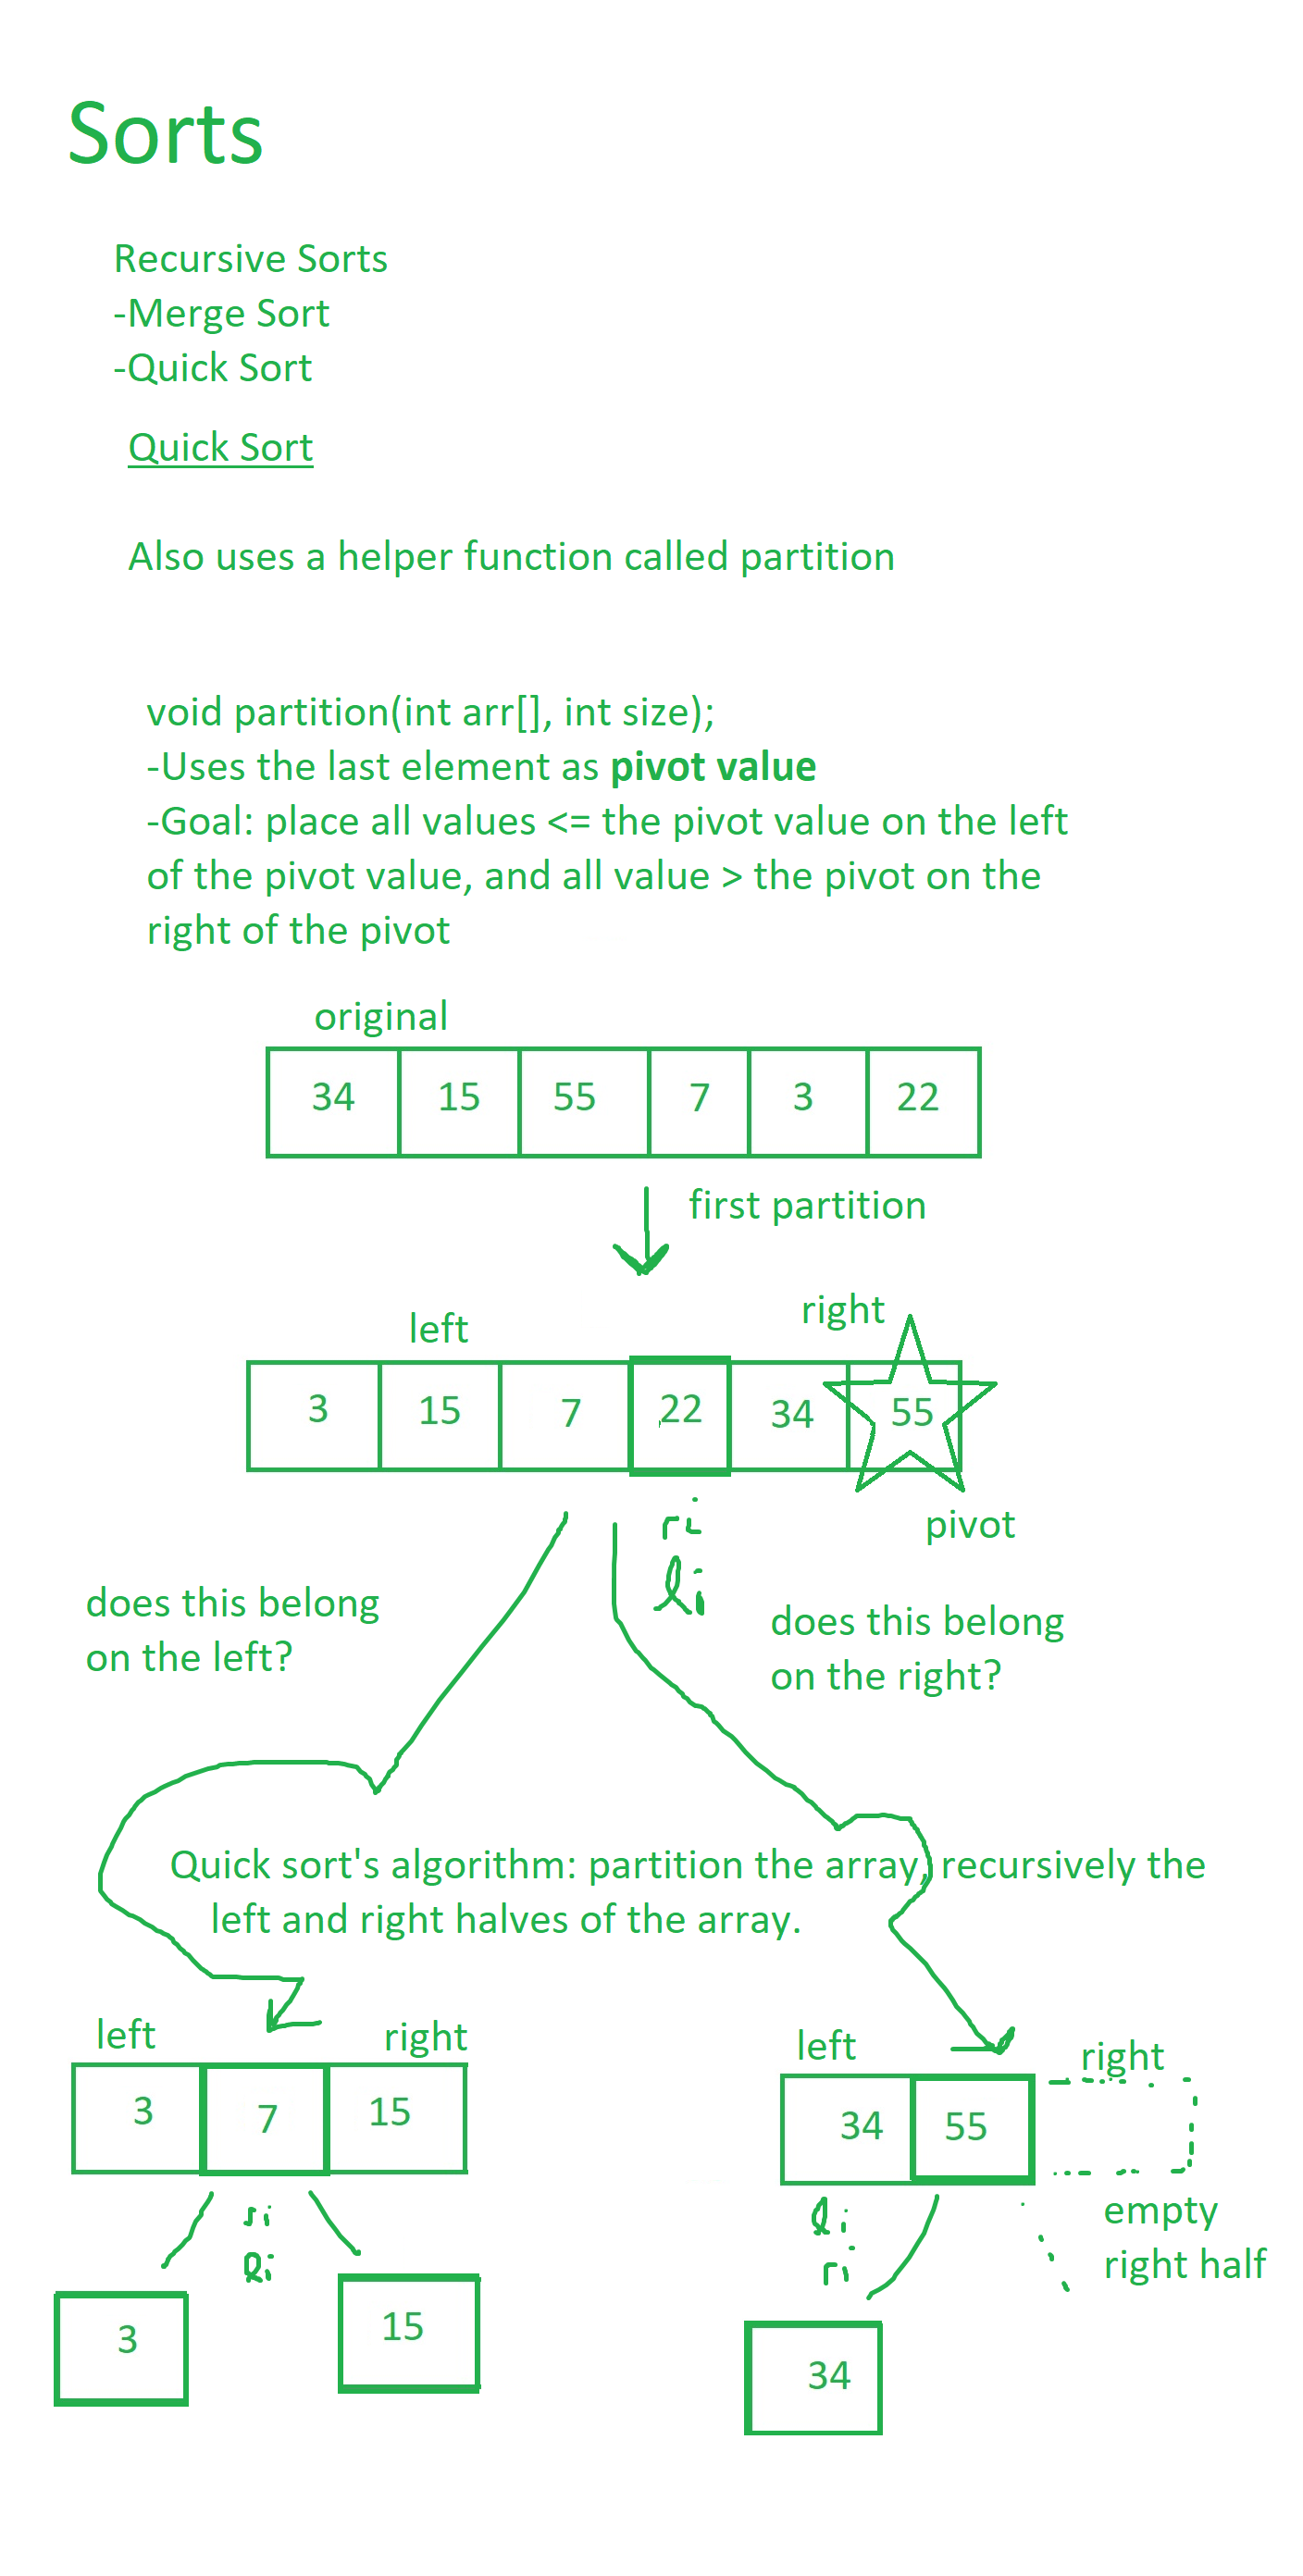 Sorts
Recursive Sorts
-Merge Sort
-Quick Sort
Quick Sort
Also uses a helper function called partition
void partition(int arr[], int size);
-Uses the last element as pivot value
-Goal: place all values <= the pivot value on the left
of the pivot value, and all value > the pivot on the
right of the pivot
original
34 15 55 7 3 22
first partition
left right
3 15 7 22 34 55
pivot
ri
li
does this belong
on the left?
does this belong
on the right?
Quick sort's algorithm: partition the array, recursively the
left and right halves of the array.
left right
3 7 15
ri
li
3
15
left right
34 55
li
ri
empty
right half
34